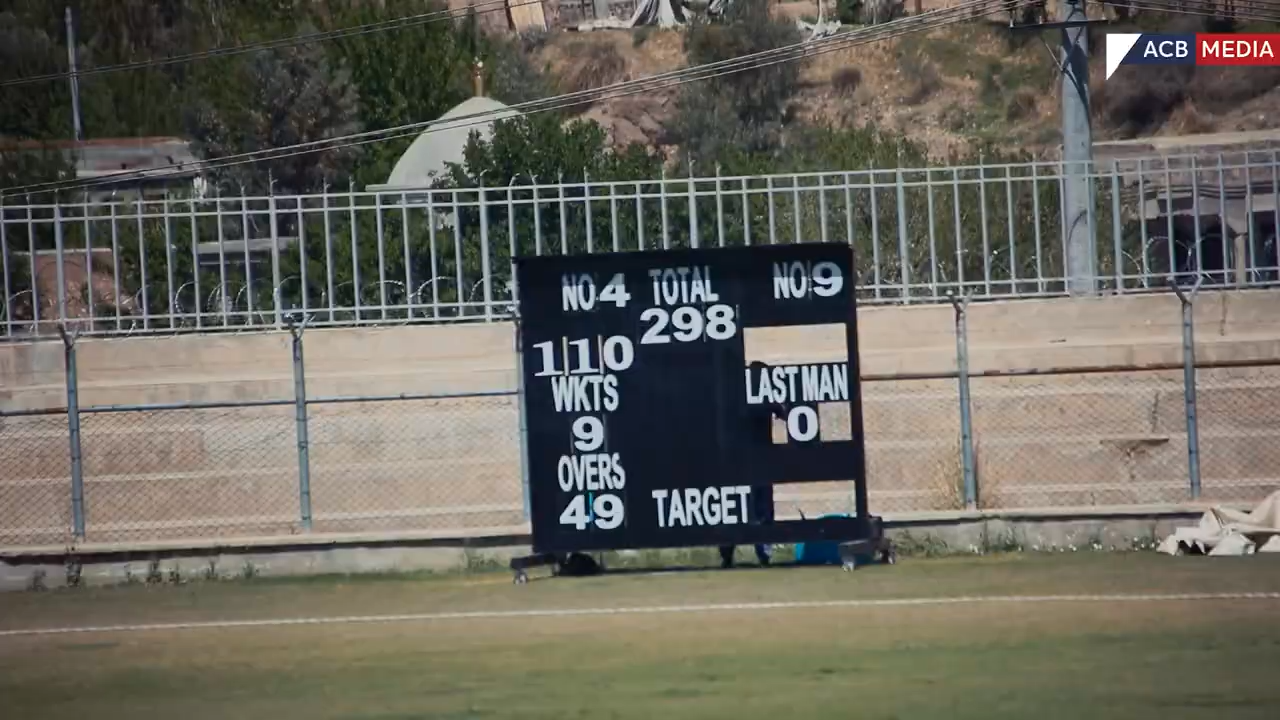 ACB MEDIA
NO 4 TOTAL NO 9
298
110
WKTS LAST MAN
9 0
OVERS
49 TARGET